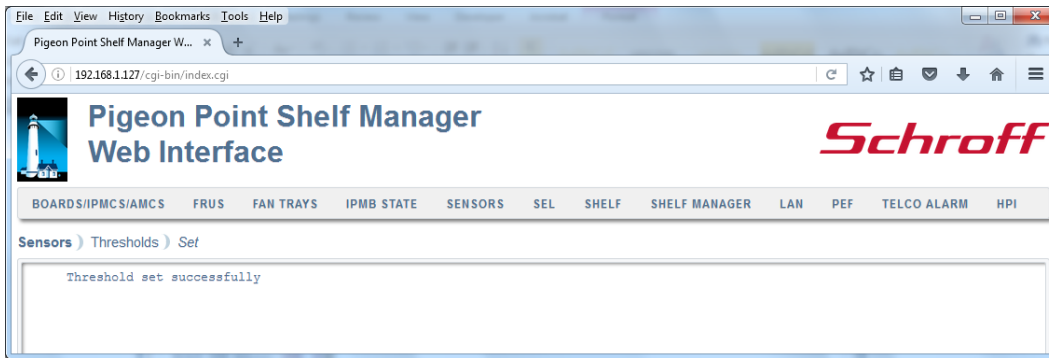 File Edit View History Bookmarks Tools Help
Pigeon Point Shelf Manager W...
192.168.1.127/cgi-bin/index.cgi
Pigeon Point Shelf Manager
Web Interface
Schroff
BOARDS/IPMCS/AMCS FRUS FAN TRAYS IPMB STATE SENSORS SEL SHELF SHELF MANAGER LAN PEF TELCO ALARM HPI
Sensors ) Thresholds ) Set
Threshold set successfully